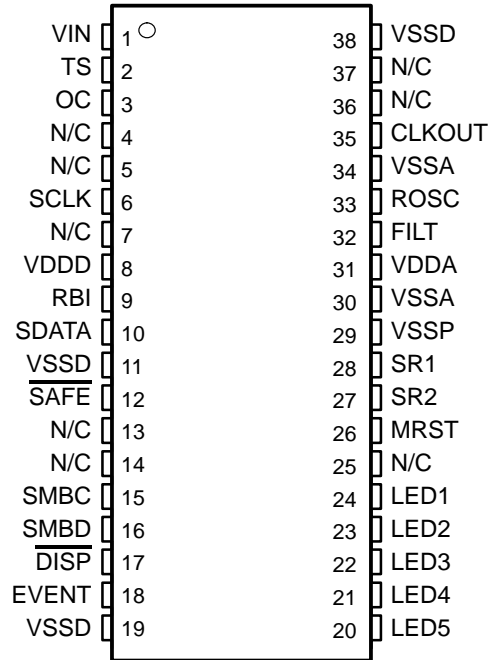 VIN 1 38 VSSD
TS 2 37 N/C
OC 3 36 N/C
N/C 4 35 CLKOUT
N/C 5 34 VSSA
SCLK 6 33 ROSC
N/C 7 32 FILT
VDDD 8 31 VDDA
RBI 9 30 VSSA
SDATA 10 29 VSSP
VSSD 11 28 SR1
SAFE 12 27 SR2
N/C 13 26 MRST
N/C 14 25 N/C
SMBC 15 24 LED1
SMBD 16 23 LED2
DISP 17 22 LED3
EVENT 18 21 LED4
VSSD 19 20 LED5